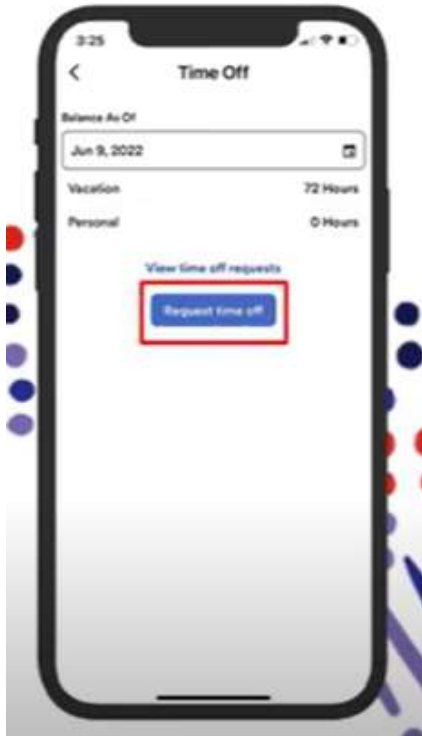 3:25
Time Off
Balance As Of
Jun 9, 2022
Vacation 72 Hours
Personal 0 Hours
View time off requests
Request time off